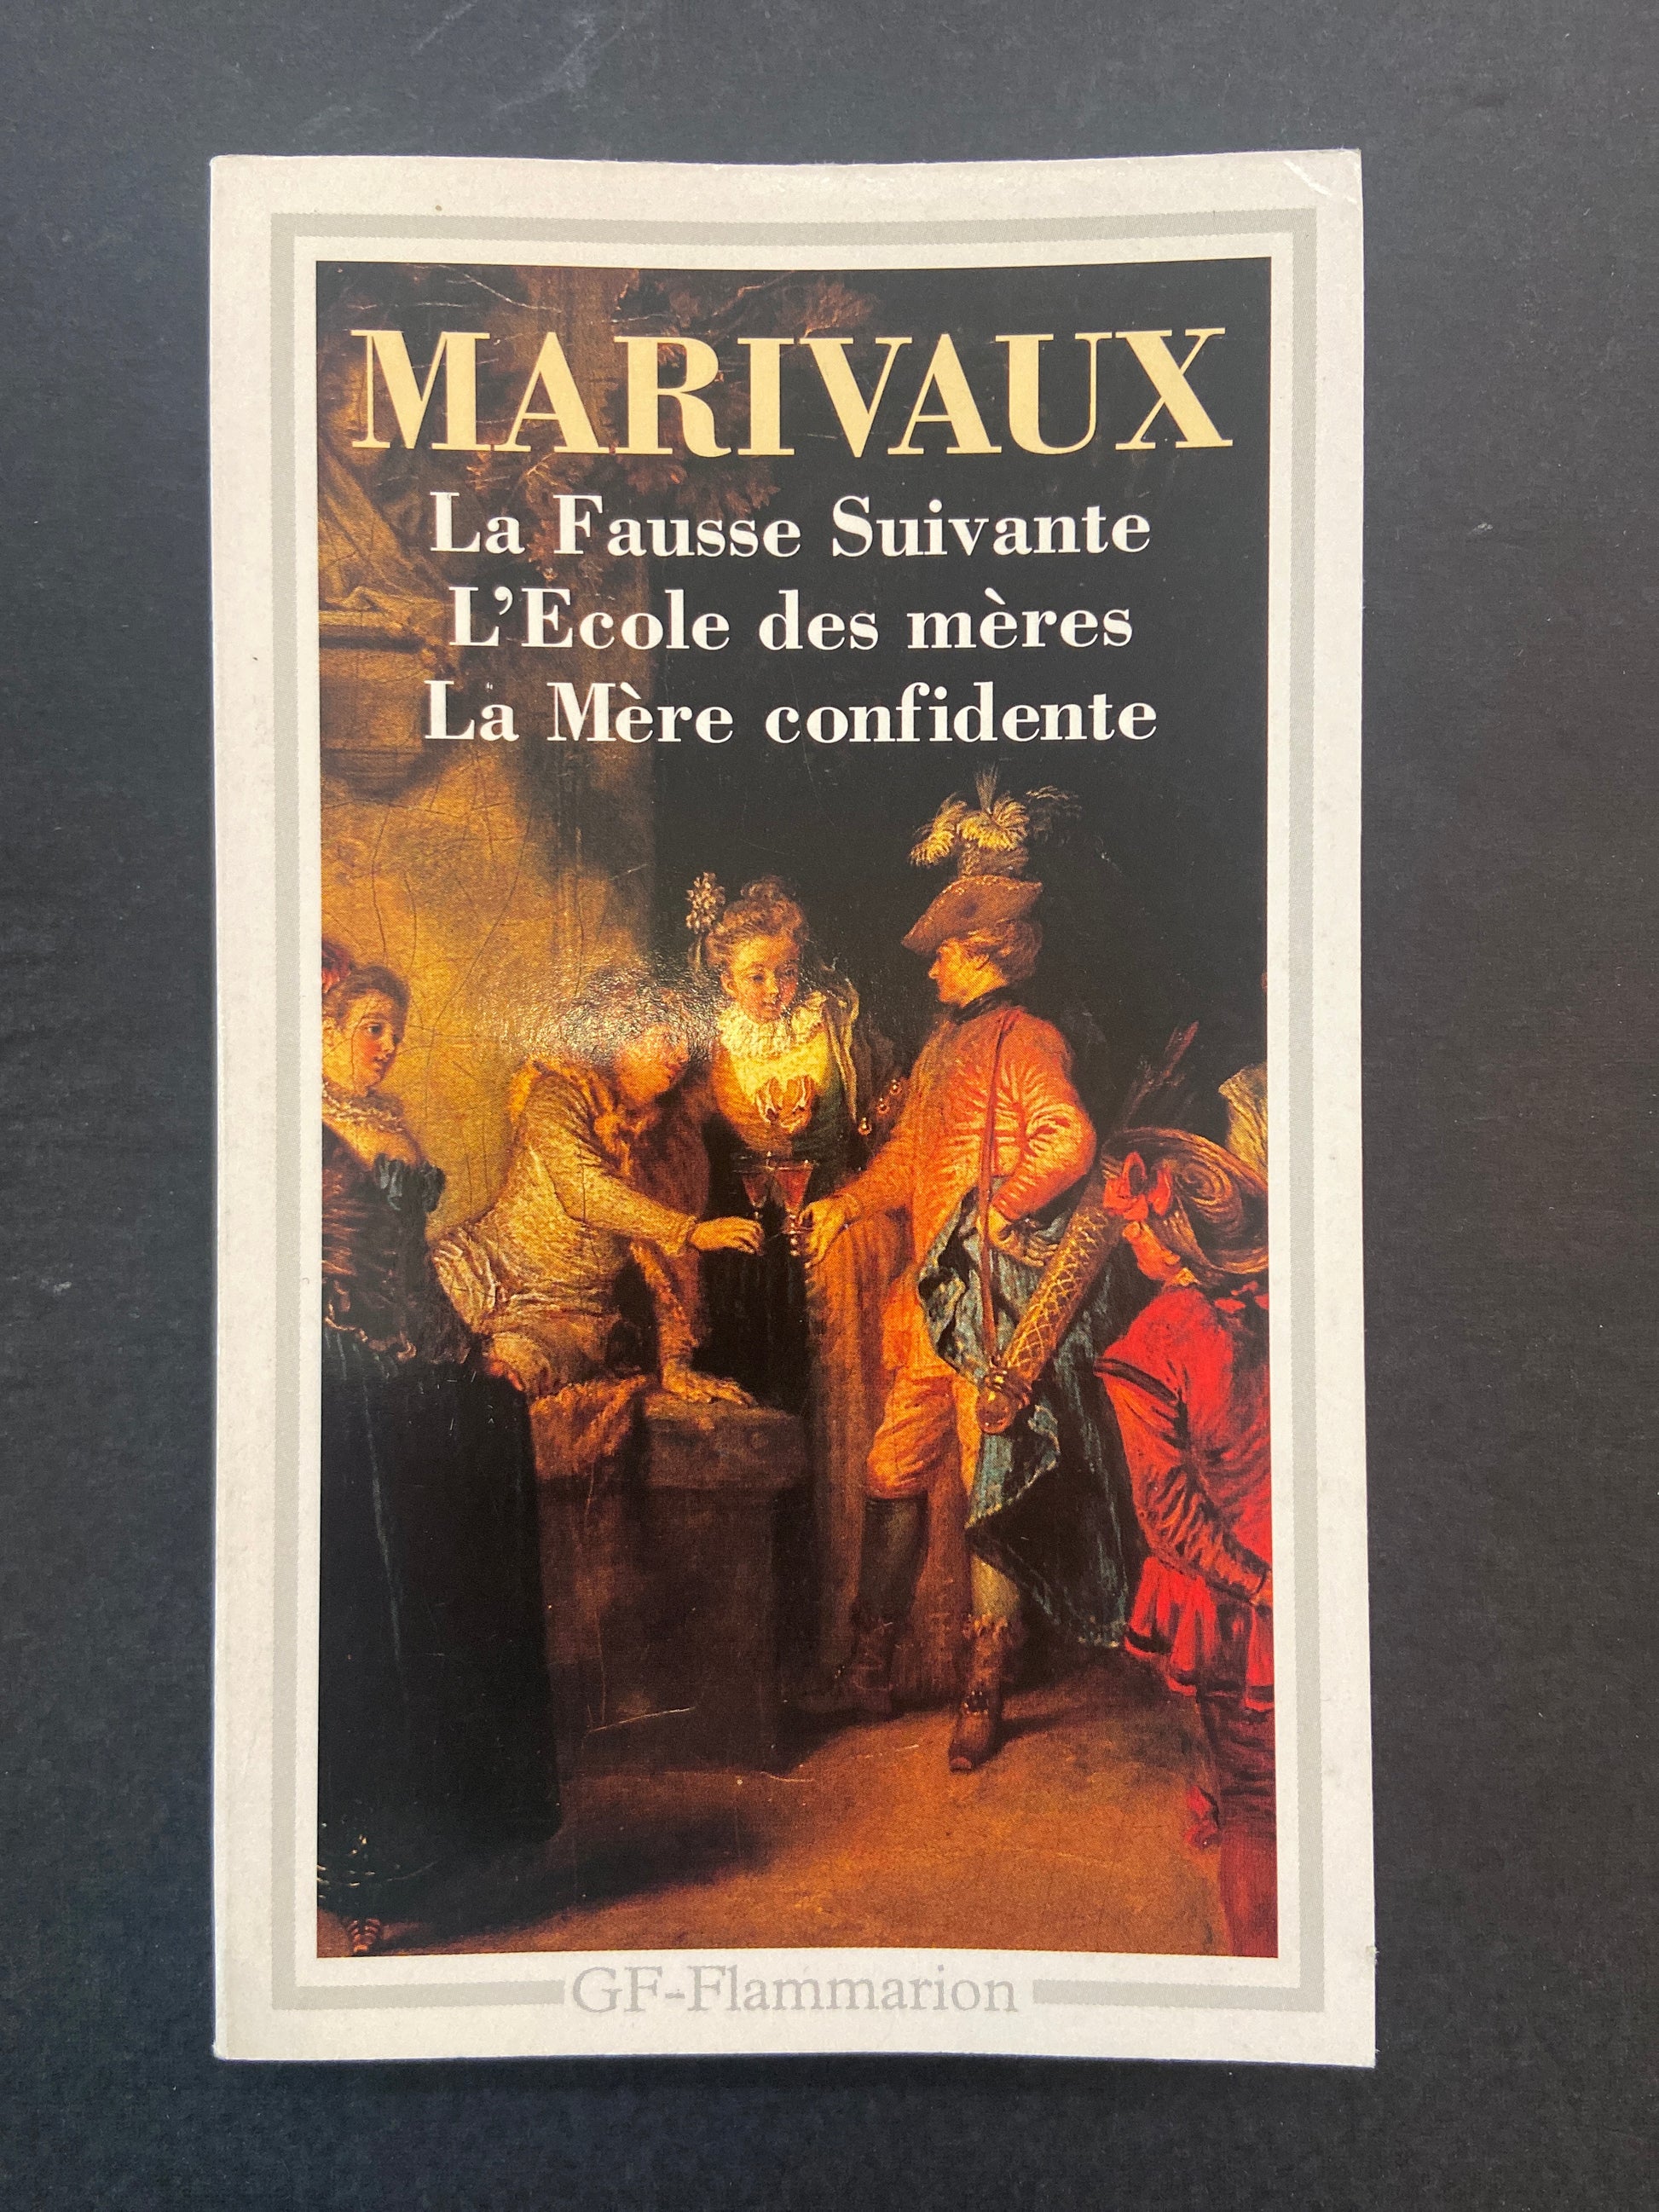 MARIVAUX
La Fausse Suivante
L'Ecole des mères
La Mère confidente
GF-Flammarion